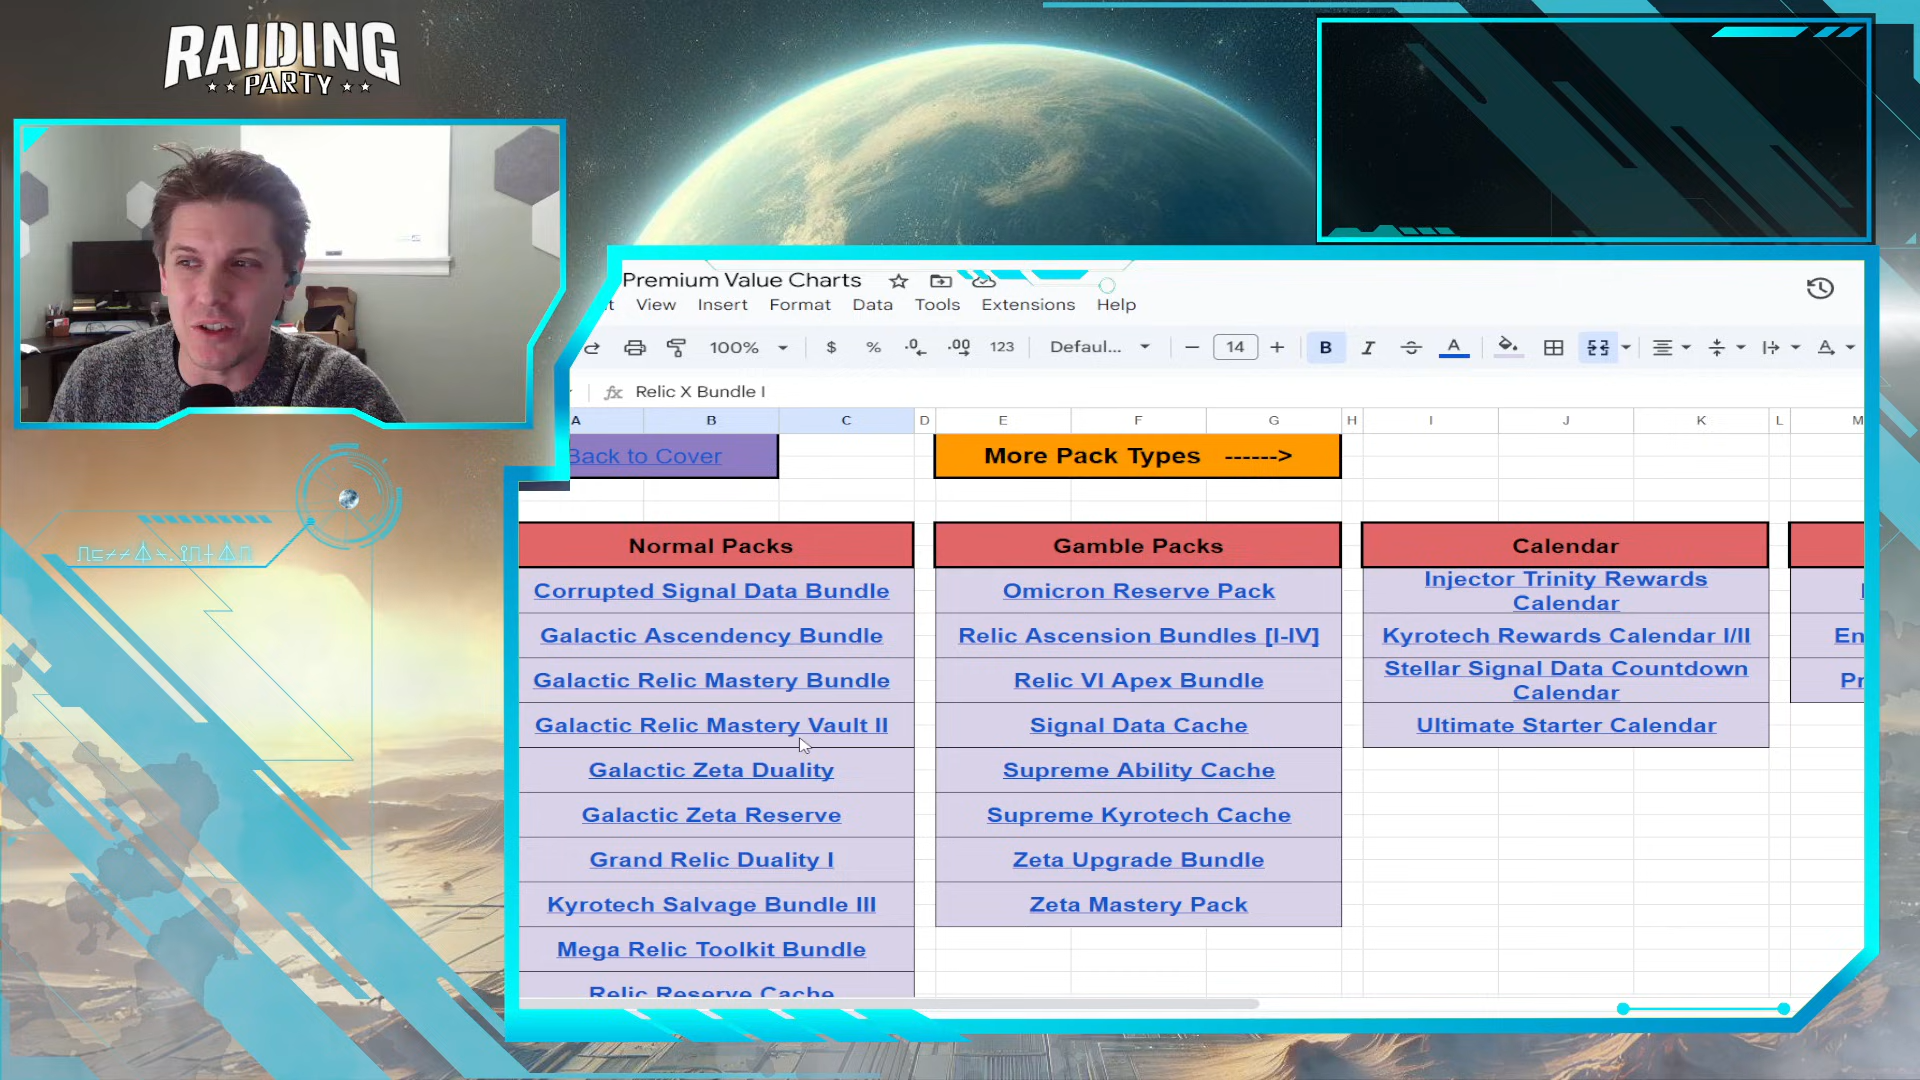 RAIDING
PARTY
Premium Value Charts
View Insert Format Data Tools Extensions Help
100% $ % .0 .00 123 Defaul... 14 B I A A
fx Relic X Bundle I
A B C D E F G H I J K L M
Back to Cover
More Pack Types ------>
Normal Packs
Gamble Packs
Calendar
Corrupted Signal Data Bundle
Omicron Reserve Pack
Injector Trinity Rewards
Calendar
Galactic Ascendency Bundle
Relic Ascension Bundles [I-IV]
Kyrotech Rewards Calendar I/II
En
Galactic Relic Mastery Bundle
Relic VI Apex Bundle
Stellar Signal Data Countdown
Calendar
Pr
Galactic Relic Mastery Vault II
Signal Data Cache
Ultimate Starter Calendar
Galactic Zeta Duality
Supreme Ability Cache
Galactic Zeta Reserve
Supreme Kyrotech Cache
Grand Relic Duality I
Zeta Upgrade Bundle
Kyrotech Salvage Bundle III
Zeta Mastery Pack
Mega Relic Toolkit Bundle
Relic Reserve Cache